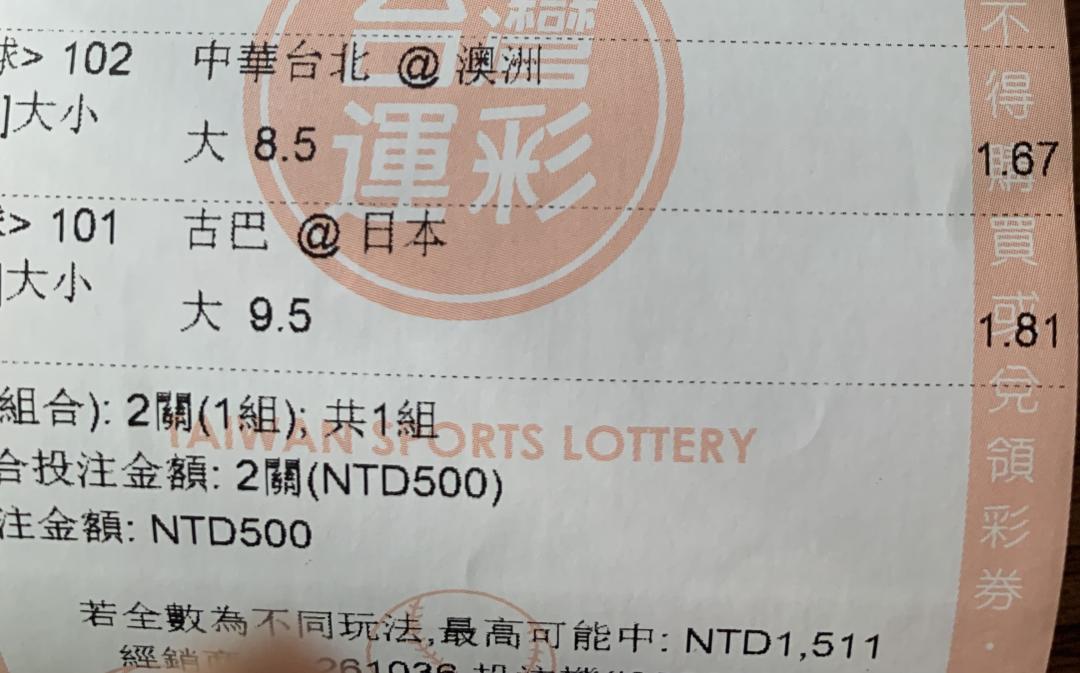 球> 102 中華台北 @ 澳洲
]大小
大 8.5
1.67
> 101 古巴 @ 日本
]大小
大 9.5
1.81
組合): 2關(1組); 共1組
合投注金額: 2關(NTD500)
注金額: NTD500
若全數為不同玩法,最高可能中: NTD1,511
經銷商 261036
台灣
運彩
TAIWAN SPORTS LOTTERY
不得購買或兌領彩券.